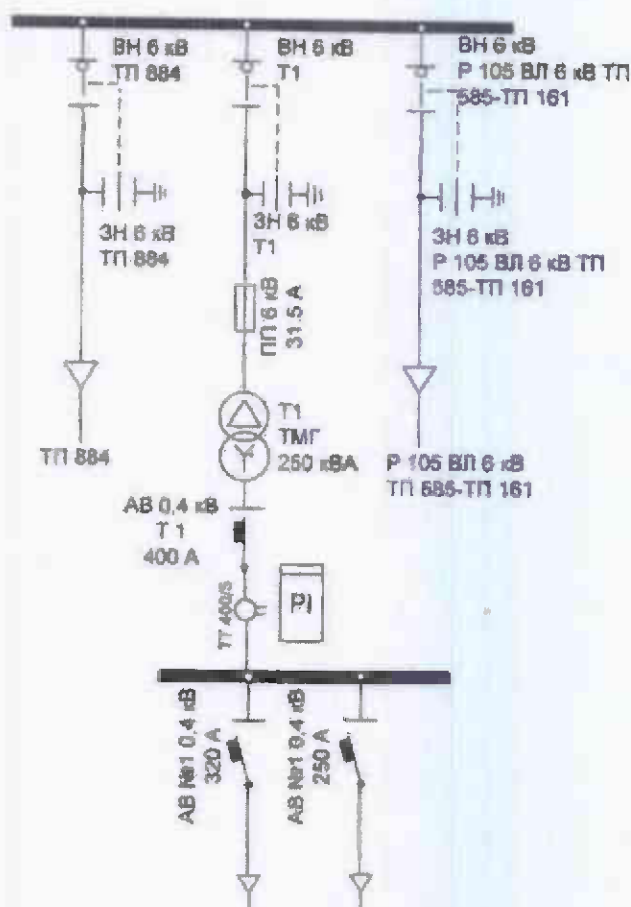 ВН 6 кВ
ТП 884
ВН 6 кВ
Т1
ВН 6 кВ
Р 105 ВЛ 6 кВ ТП
585-ТП 161
ЗН 6 кВ
ТП 884
ЗН 6 кВ
Т1
ЗН 6 кВ
Р 105 ВЛ 6 кВ ТП
585-ТП 161
ПП 6 кВ
31.5 А
Т1
ТМГ
250 кВА
ТП 884
Р 105 ВЛ 6 кВ
ТП 585-ТП 161
АВ 0,4 кВ
Т 1
400 А
ТТ 400/5
PI
АВ №1 0,4 кВ
320 А
АВ №1 0,4 кВ
250 А